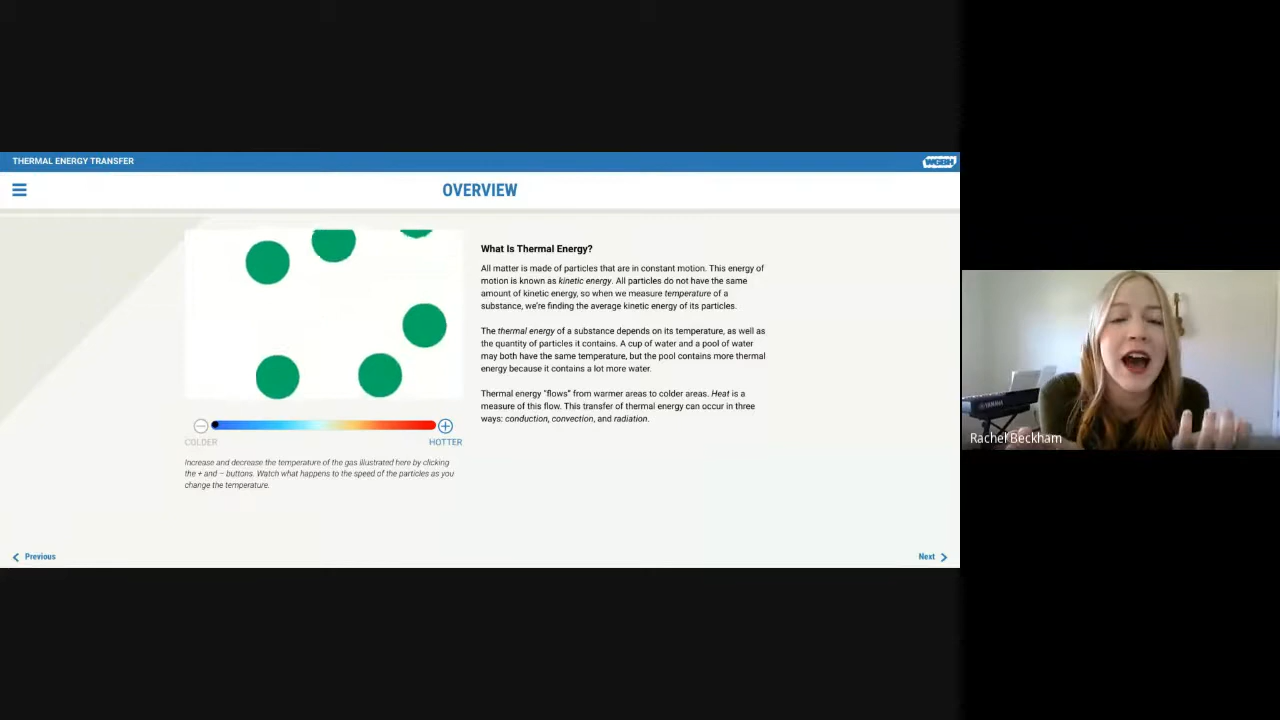 THERMAL ENERGY TRANSFER
WGBH
OVERVIEW
What Is Thermal Energy?
All matter is made of particles that are in constant motion. This energy of
motion is known as kinetic energy. All particles do not have the same
amount of kinetic energy, so when we measure temperature of a
substance, we're finding the average kinetic energy of its particles.
The thermal energy of a substance depends on its temperature, as well as
the quantity of particles it contains. A cup of water and a pool of water
may both have the same temperature, but the pool contains more thermal
energy because it contains a lot more water.
Thermal energy "flows" from warmer areas to colder areas. Heat is a
measure of this flow. This transfer of thermal energy can occur in three
ways: conduction, convection, and radiation.
COLDER
HOTTER
Increase and decrease the temperature of the gas illustrated here by clicking
the + and – buttons. Watch what happens to the speed of the particles as you
change the temperature.
Previous
Next
YAMAHA
Rachel Beckham